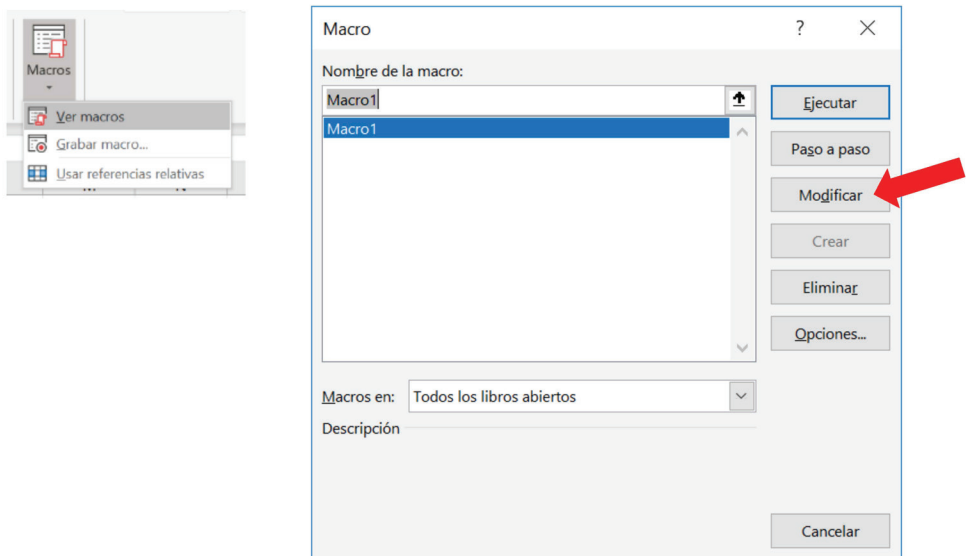 Macros
Ver macros
Grabar macro...
Usar referencias relativas
Macro
?
Nombre de la macro:
Macro1
Macro1
Ejecutar
Paso a paso
Modificar
Crear
Eliminar
Opciones...
Macros en:
Todos los libros abiertos
Descripción
Cancelar